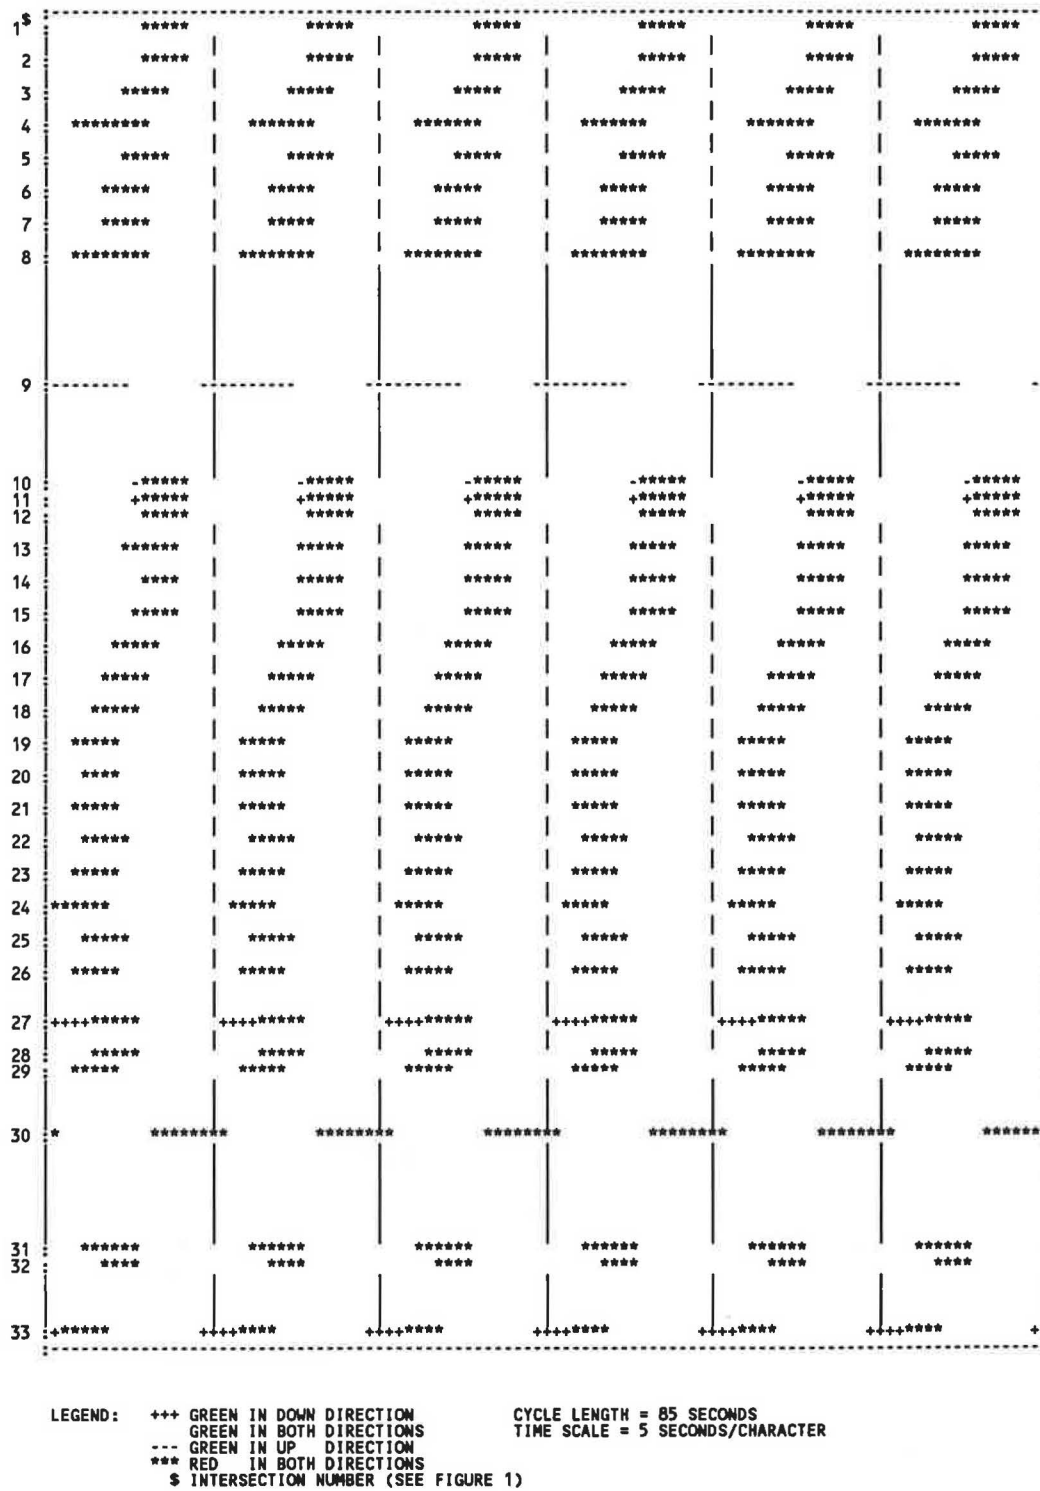 1$ ***** ***** ***** ***** ***** *****
2 ***** ***** ***** ***** ***** *****
3 ***** ***** ***** ***** ***** *****
4 ******** ******* ******* ******* ******* *******
5 ***** ***** ***** ***** ***** *****
6 ***** ***** ***** ***** ***** *****
7 ***** ***** ***** ***** ***** *****
8 ******** ******** ******** ******** ******** ********
9 -------- ---------- ---------- ---------- ---------- ---------- -
10 -***** -***** -***** -***** -***** -*****
11 +***** +***** +***** +***** +***** +*****
12 ***** ***** ***** ***** ***** *****
13 ****** ***** ***** ***** ***** *****
14 **** ***** ***** ***** ***** *****
15 ***** ***** ***** ***** ***** *****
16 ***** ***** ***** ***** ***** *****
17 ***** ***** ***** ***** ***** *****
18 ***** ***** ***** ***** ***** *****
19 ***** ***** ***** ***** ***** *****
20 **** ***** ***** ***** ***** *****
21 ***** ***** ***** ***** ***** *****
22 ***** ***** ***** ***** ***** *****
23 ***** ***** ***** ***** ***** *****
24 ****** ***** ***** ***** ***** *****
25 ***** ***** ***** ***** ***** *****
26 ***** ***** ***** ***** ***** *****
27 ++++***** ++++***** ++++***** ++++***** ++++***** ++++*****
28 ***** ***** ***** ***** ***** *****
29 ***** ***** ***** ***** ***** *****
30 * ******** ******** ******** ******** ******** ******
31 ****** ****** ****** ****** ****** ******
32 **** **** **** **** **** ****
33 +***** ++++**** ++++**** ++++**** ++++**** ++++**** +
LEGEND: +++ GREEN IN DOWN DIRECTION CYCLE LENGTH = 85 SECONDS
GREEN IN BOTH DIRECTIONS TIME SCALE = 5 SECONDS/CHARACTER
--- GREEN IN UP DIRECTION
*** RED IN BOTH DIRECTIONS
$ INTERSECTION NUMBER (SEE FIGURE 1)